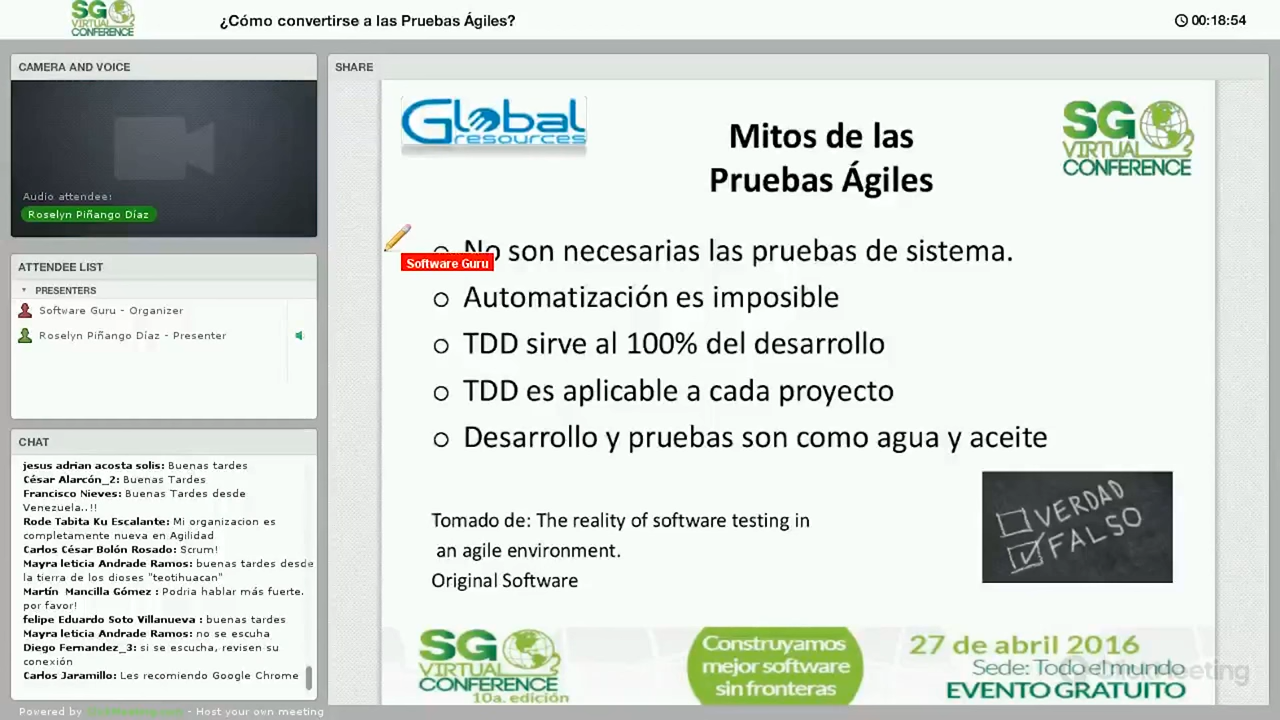 SG
VIRTUAL
CONFERENCE
¿Cómo convertirse a las Pruebas Ágiles?
00:18:54
CAMERA AND VOICE
Audio attendee:
Roselyn Piñango Díaz
ATTENDEE LIST
PRESENTERS
Software Guru - Organizer
Roselyn Piñango Díaz - Presenter
CHAT
jesus adrian acosta solis: Buenas tardes
César Alarcón_2: Buenas Tardes
Francisco Nieves: Buenas Tardes desde
Venezuela..!!
Rode Tabita Ku Escalante: Mi organizacion es
completamente nueva en Agilidad
Carlos César Bolón Rosado: Scrum!
Mayra leticia Andrade Ramos: buenas tardes desde
la tierra de los dioses "teotihuacan"
Martín Mancilla Gómez : Podria hablar más fuerte.
por favor!
felipe Eduardo Soto Villanueva : buenas tardes
Mayra leticia Andrade Ramos: no se escucha
Diego Fernandez_3: si se escucha, revisen su
conexión
Carlos Jaramillo: Les recomiendo Google Chrome
SHARE
Global
resources
Mitos de las
Pruebas Ágiles
SG
VIRTUAL
CONFERENCE
No son necesarias las pruebas de sistema.
Software Guru
Automatización es imposible
TDD sirve al 100% del desarrollo
TDD es aplicable a cada proyecto
Desarrollo y pruebas son como agua y aceite
VERDAD
FALSO
Tomado de: The reality of software testing in
an agile environment.
Original Software
SG
VIRTUAL
CONFERENCE
10a. edición
Construyamos
mejor software
sin fronteras
27 de abril 2016
Sede: Todo el mundo
EVENTO GRATUITO
ClickMeeting
Powered by ClickMeeting.com - Host your own meeting